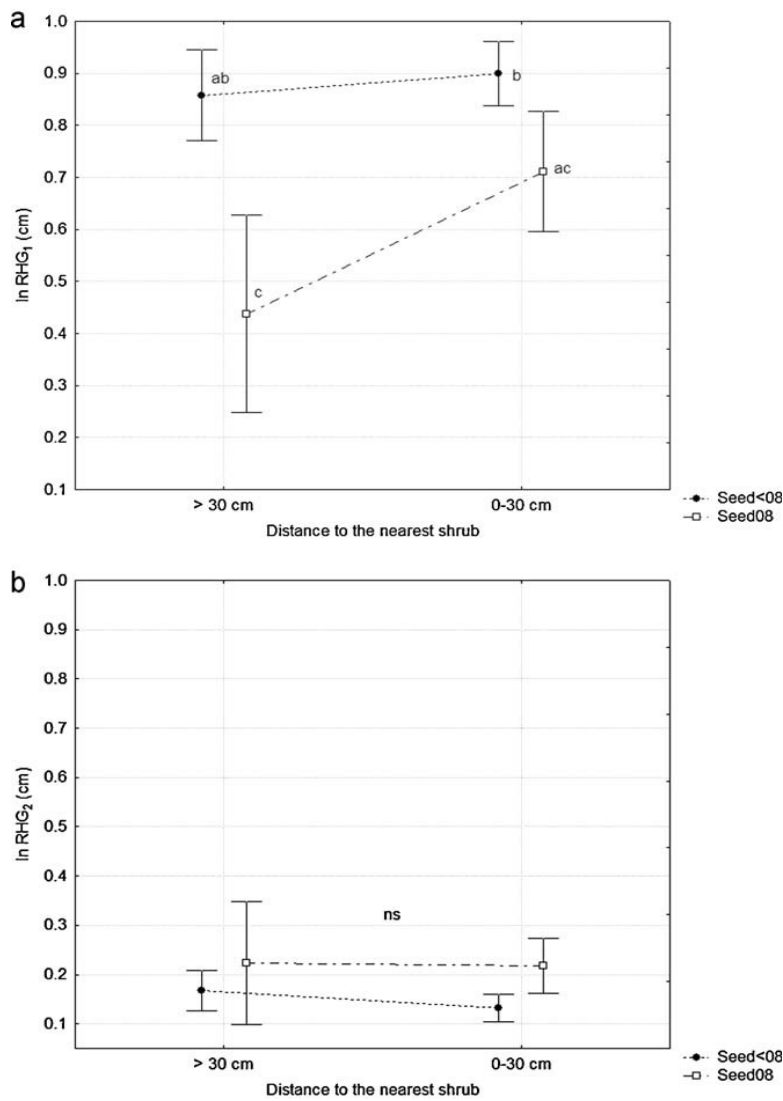 a
1.0
0.9
0.8
0.7
0.6
0.5
0.4
0.3
0.2
0.1
ln RHG₁ (cm)
ab
b
ac
c
> 30 cm
0-30 cm
Distance to the nearest shrub
Seed<08
Seed08
b
1.0
0.9
0.8
0.7
0.6
0.5
0.4
0.3
0.2
0.1
ln RHG₂ (cm)
ns
> 30 cm
0-30 cm
Distance to the nearest shrub
Seed<08
Seed08